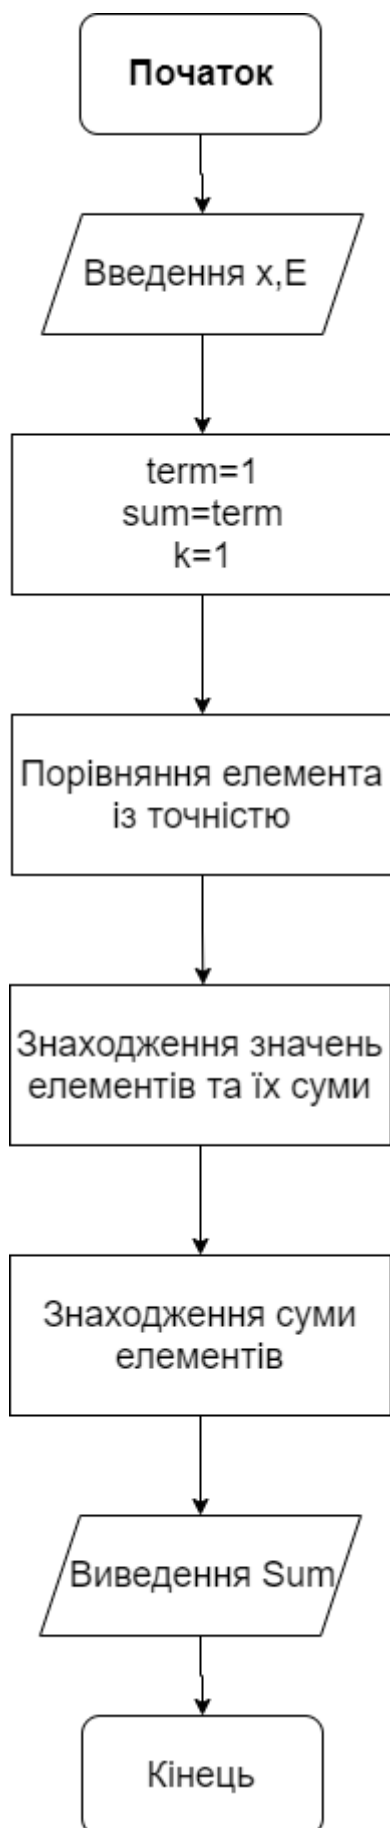 Початок
Введення x,E
term=1
sum=term
k=1
Порівняння елемента
із точністю
Знаходження значень
елементів та їх суми
Знаходження суми
елементів
Виведення Sum
Кінець